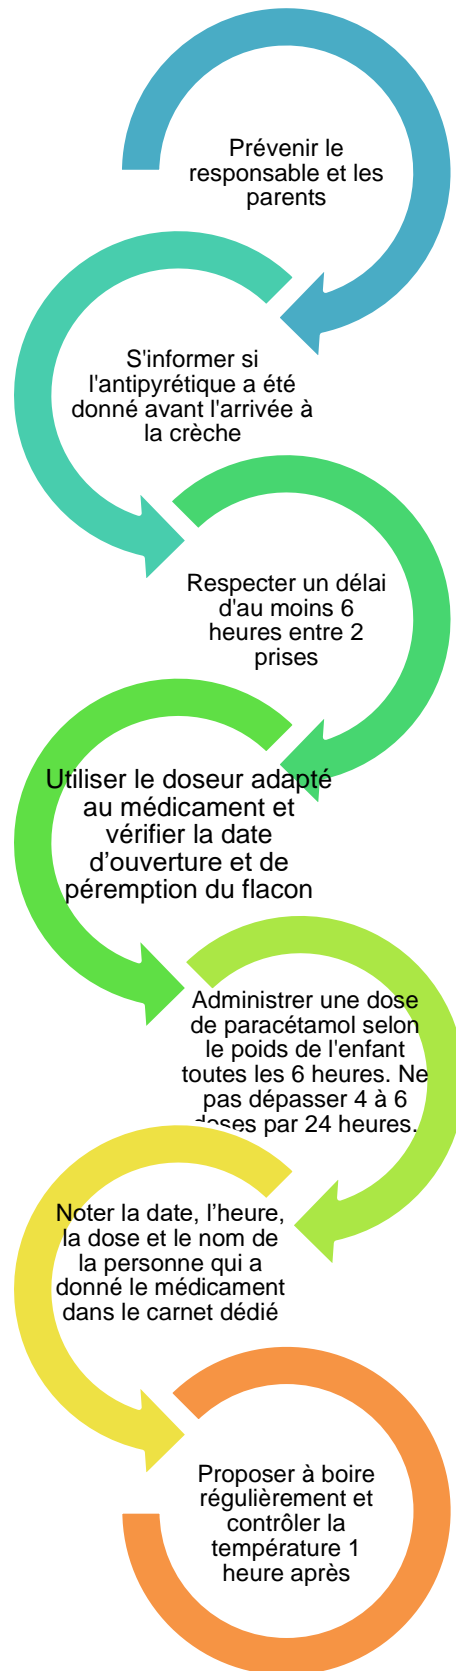 Prévenir le
responsable et les
parents
S'informer si
l'antipyrétique a été
donné avant l'arrivée à
la crèche
Respecter un délai
d'au moins 6
heures entre 2
prises
Utiliser le doseur adapté
au médicament et
vérifier la date
d’ouverture et de
péremption du flacon
Administrer une dose
de paracétamol selon
le poids de l'enfant
toutes les 6 heures. Ne
pas dépasser 4 à 6
doses par 24 heures.
Noter la date, l’heure,
la dose et le nom de
la personne qui a
donné le médicament
dans le carnet dédié
Proposer à boire
régulièrement et
contrôler la
température 1
heure après